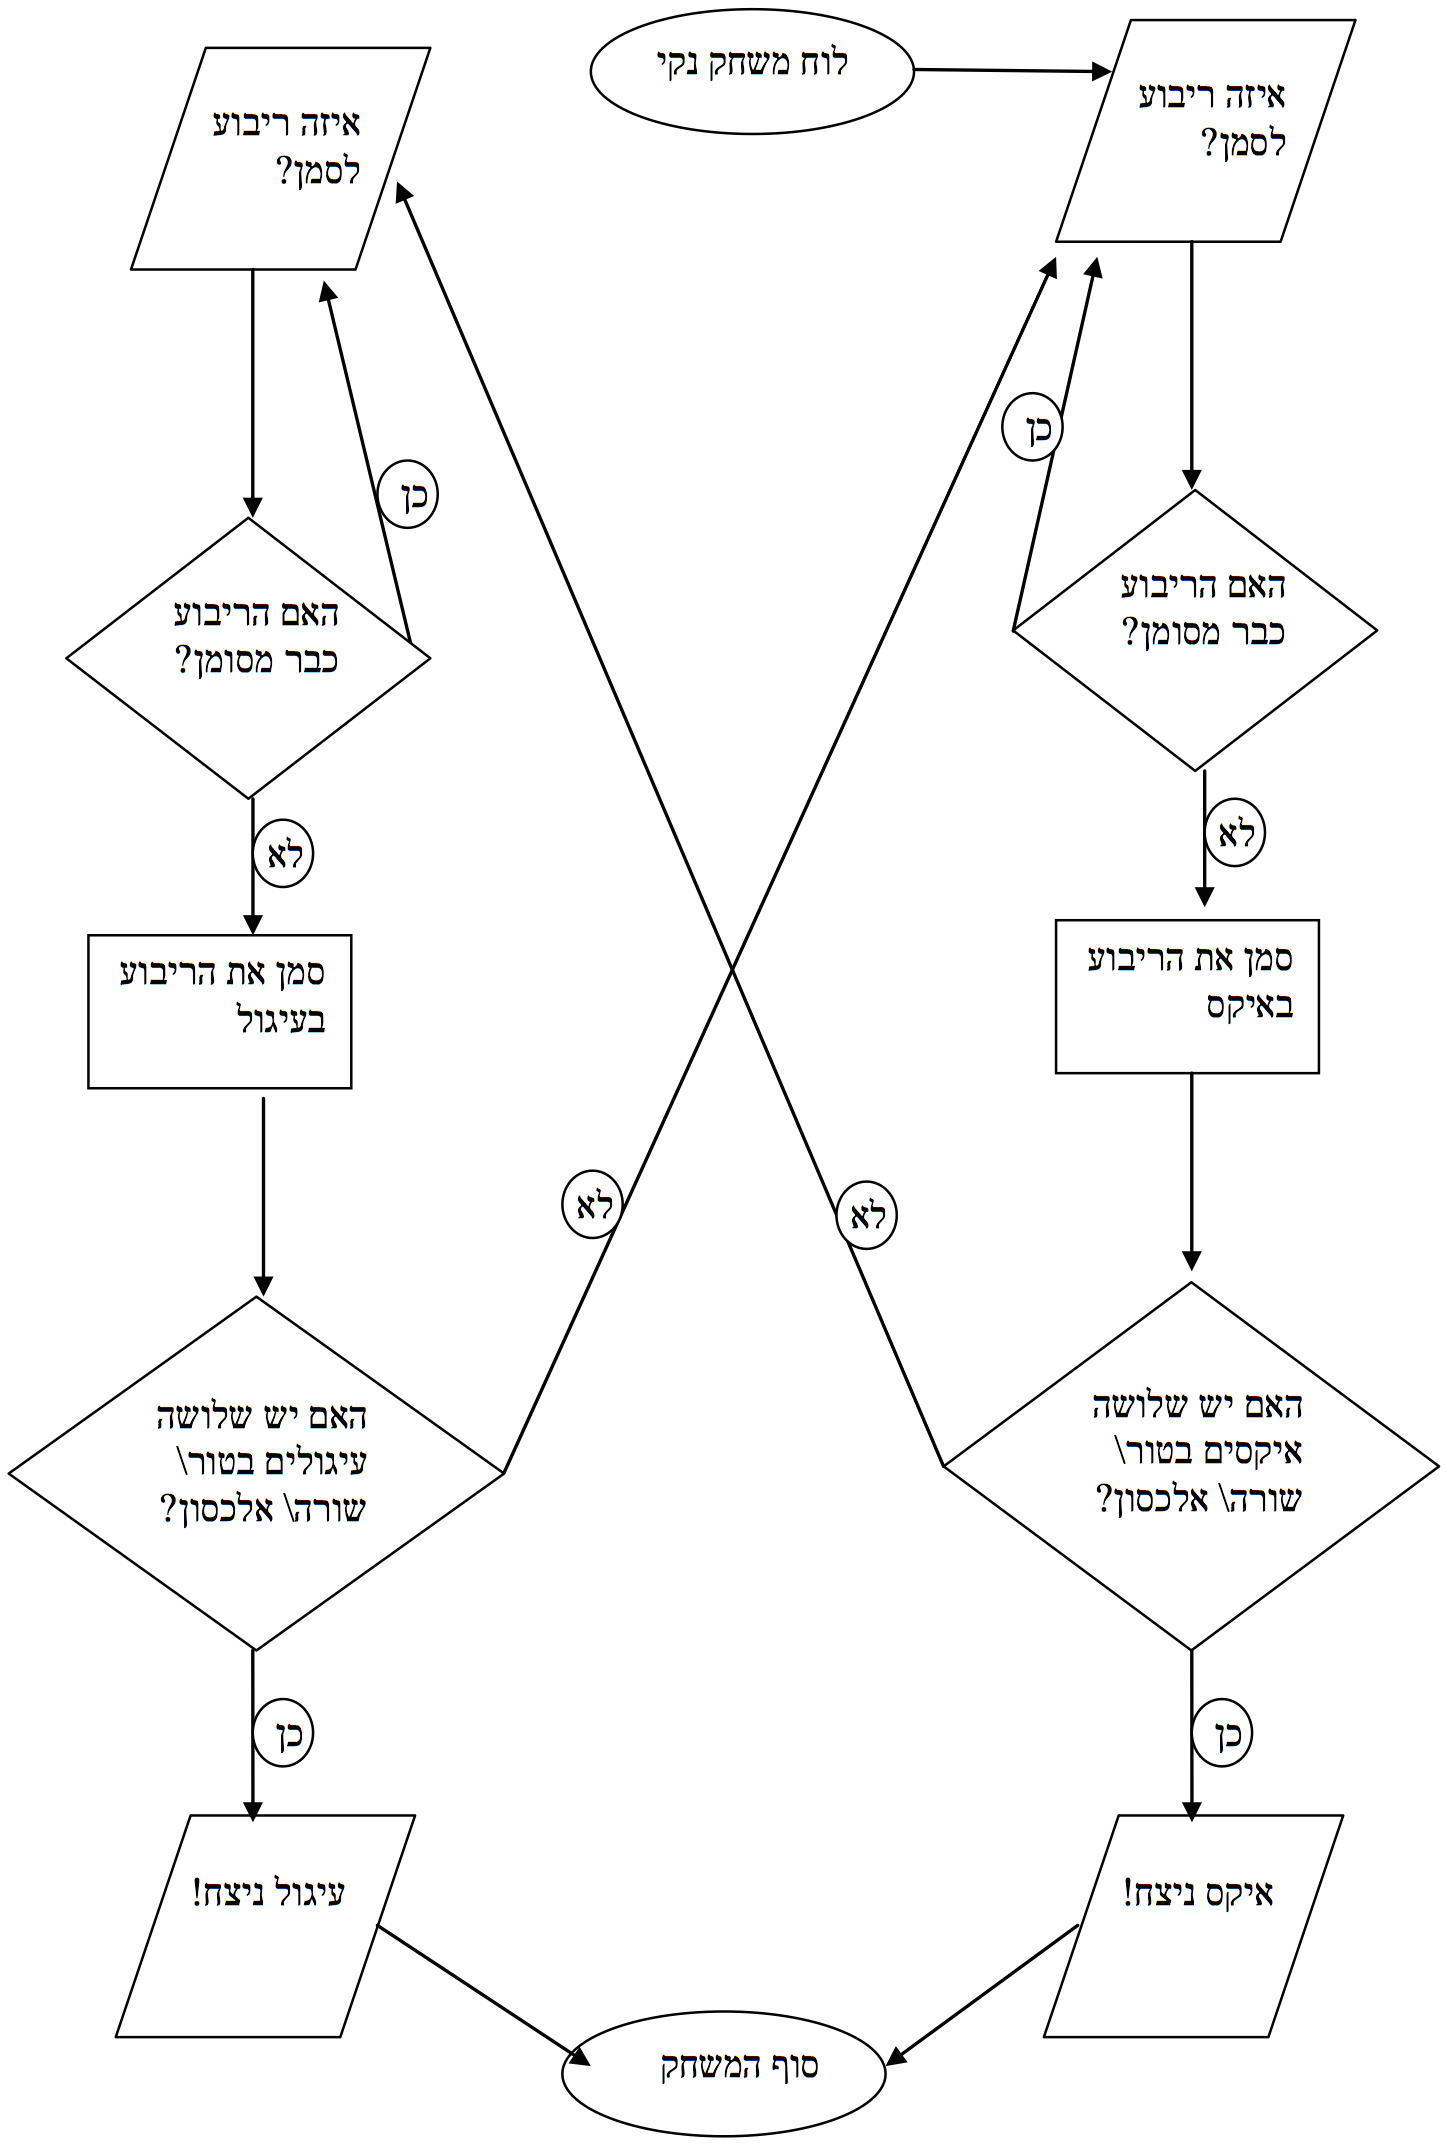 לוח משחק נקי
איזה ריבוע
לסמן?
כן
האם הריבוע
כבר מסומן?
לא
סמן את הריבוע
באיקס
לא
האם יש שלושה
איקסים בטור\
שורה\ אלכסון?
כן
איקס ניצח!
איזה ריבוע
לסמן?
כן
האם הריבוע
כבר מסומן?
לא
סמן את הריבוע
בעיגול
לא
האם יש שלושה
עיגולים בטור\
שורה\ אלכסון?
כן
עיגול ניצח!
סוף המשחק